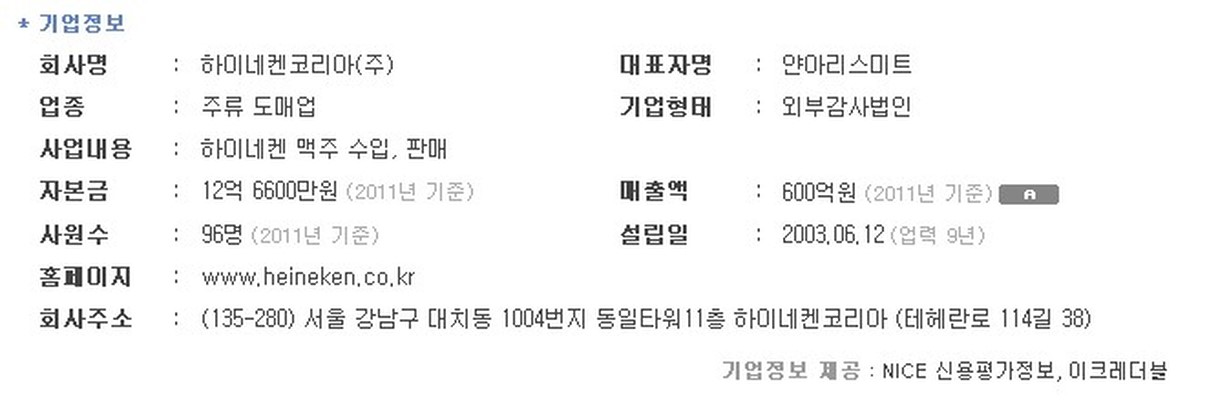 * 기업정보
회사명 : 하이네켄코리아(주) 대표자명 : 얀아리스미트
업종 : 주류 도매업 기업형태 : 외부감사법인
사업내용 : 하이네켄 맥주 수입, 판매
자본금 : 12억 6600만원 (2011년 기준) 매출액 : 600억원 (2011년 기준) A
사원수 : 96명 (2011년 기준) 설립일 : 2003.06.12 (업력 9년)
홈페이지 : www.heineken.co.kr
회사주소 : (135-280) 서울 강남구 대치동 1004번지 동일타워11층 하이네켄코리아 (테헤란로 114길 38)
기업정보 제공 : NICE 신용평가정보, 이크레더블